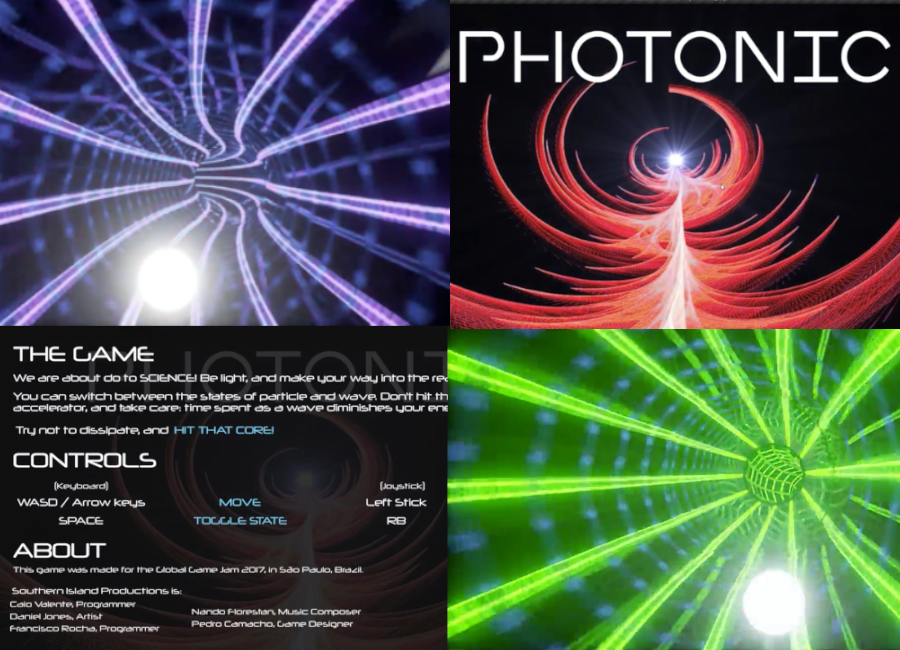 PHOTONIC
THE GAME
We are about do to SCIENCE! Be light, and make your way into the
You can switch between the states of particle and wave. Don't hit
accelerator, and take care: time spent as a wave diminishes your
Try not to dissipate, and HIT THAT CORE!
CONTROLS
(Keyboard) (Joystick)
WASD / Arrow keys MOVE Left Stick
SPACE TOGGLE STATE RB
ABOUT
This game was made for the Global Game Jam 2017, in São Paulo, Brazil.
Southern Island Productions is:
Caio Valente, Programmer
Daniel Jones, Artist
Francisco Rocha, Programmer
Nando Florestan, Music Composer
Pedro Camacho, Game Designer